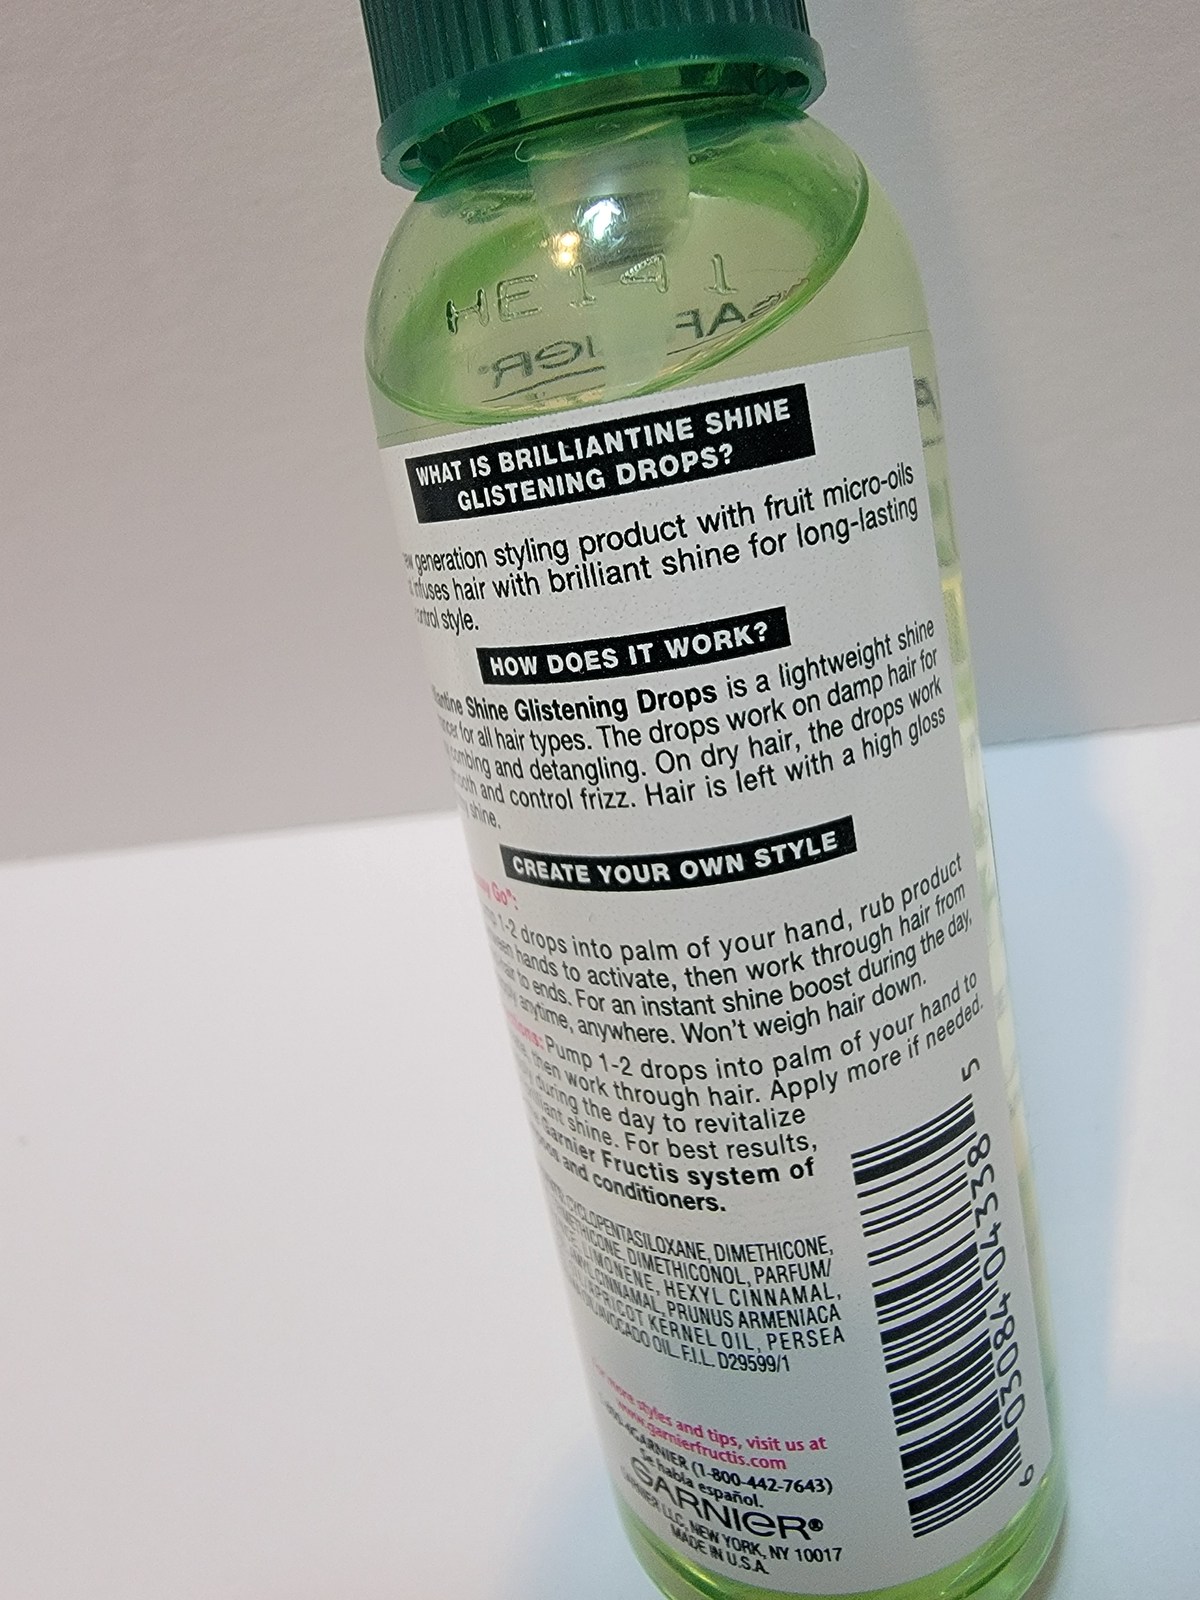 HE141
WHAT IS BRILLIANTINE SHINE
GLISTENING DROPS?
generation styling product with fruit micro-oils
infuses hair with brilliant shine for long-lasting
style.
HOW DOES IT WORK?
Shine Glistening Drops is a lightweight shine
for all hair types. The drops work on damp hair for
and detangling. On dry hair, the drops work
and control frizz. Hair is left with a high gloss
shine.
CREATE YOUR OWN STYLE
Go®:
1-2 drops into palm of your hand, rub product
hands to activate, then work through hair from
to ends. For an instant shine boost during the day,
anytime, anywhere. Won't weigh hair down.
Pump 1-2 drops into palm of your hand to
then work through hair. Apply more if needed.
during the day to revitalize
shine. For best results,
Garnier Fructis system of
and conditioners.
CYCLOPENTASILOXANE, DIMETHICONE,
DIMETHICONOL, PARFUM/
LIMONENE, HEXYL CINNAMAL,
CINNAMAL, PRUNUS ARMENIACA
APRICOT KERNEL OIL, PERSEA
AVOCADO OIL. F.I.L. D29599/1
more styles and tips, visit us at
www.garnierfructis.com
GARNIER (1-800-442-7643)
Se habla español.
GARNIER®
GARNIER LLC, NEW YORK, NY 10017
MADE IN U.S.A.
6 03084 04338 5